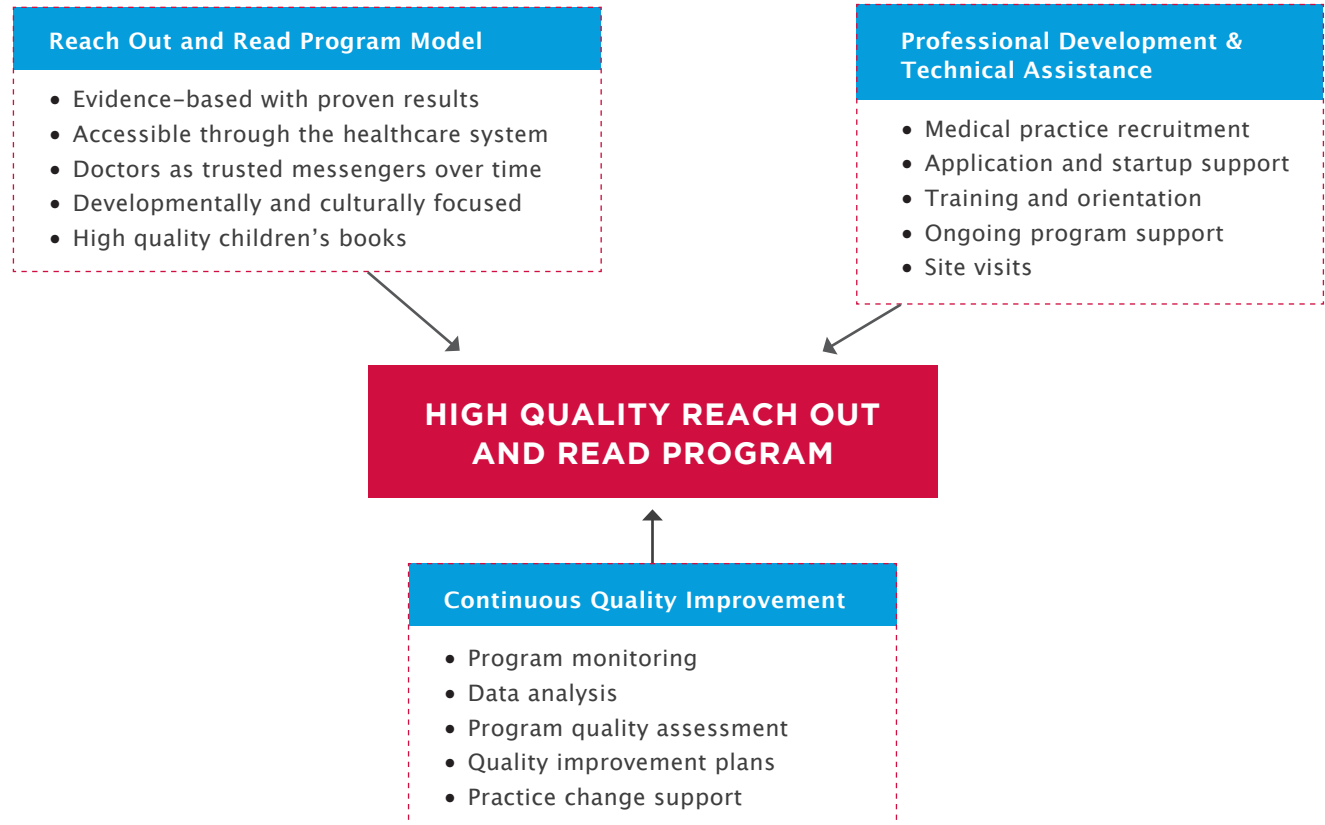 Reach Out and Read Program Model
• Evidence-based with proven results
• Accessible through the healthcare system
• Doctors as trusted messengers over time
• Developmentally and culturally focused
• High quality children’s books
Professional Development &
Technical Assistance
• Medical practice recruitment
• Application and startup support
• Training and orientation
• Ongoing program support
• Site visits
HIGH QUALITY REACH OUT
AND READ PROGRAM
Continuous Quality Improvement
• Program monitoring
• Data analysis
• Program quality assessment
• Quality improvement plans
• Practice change support